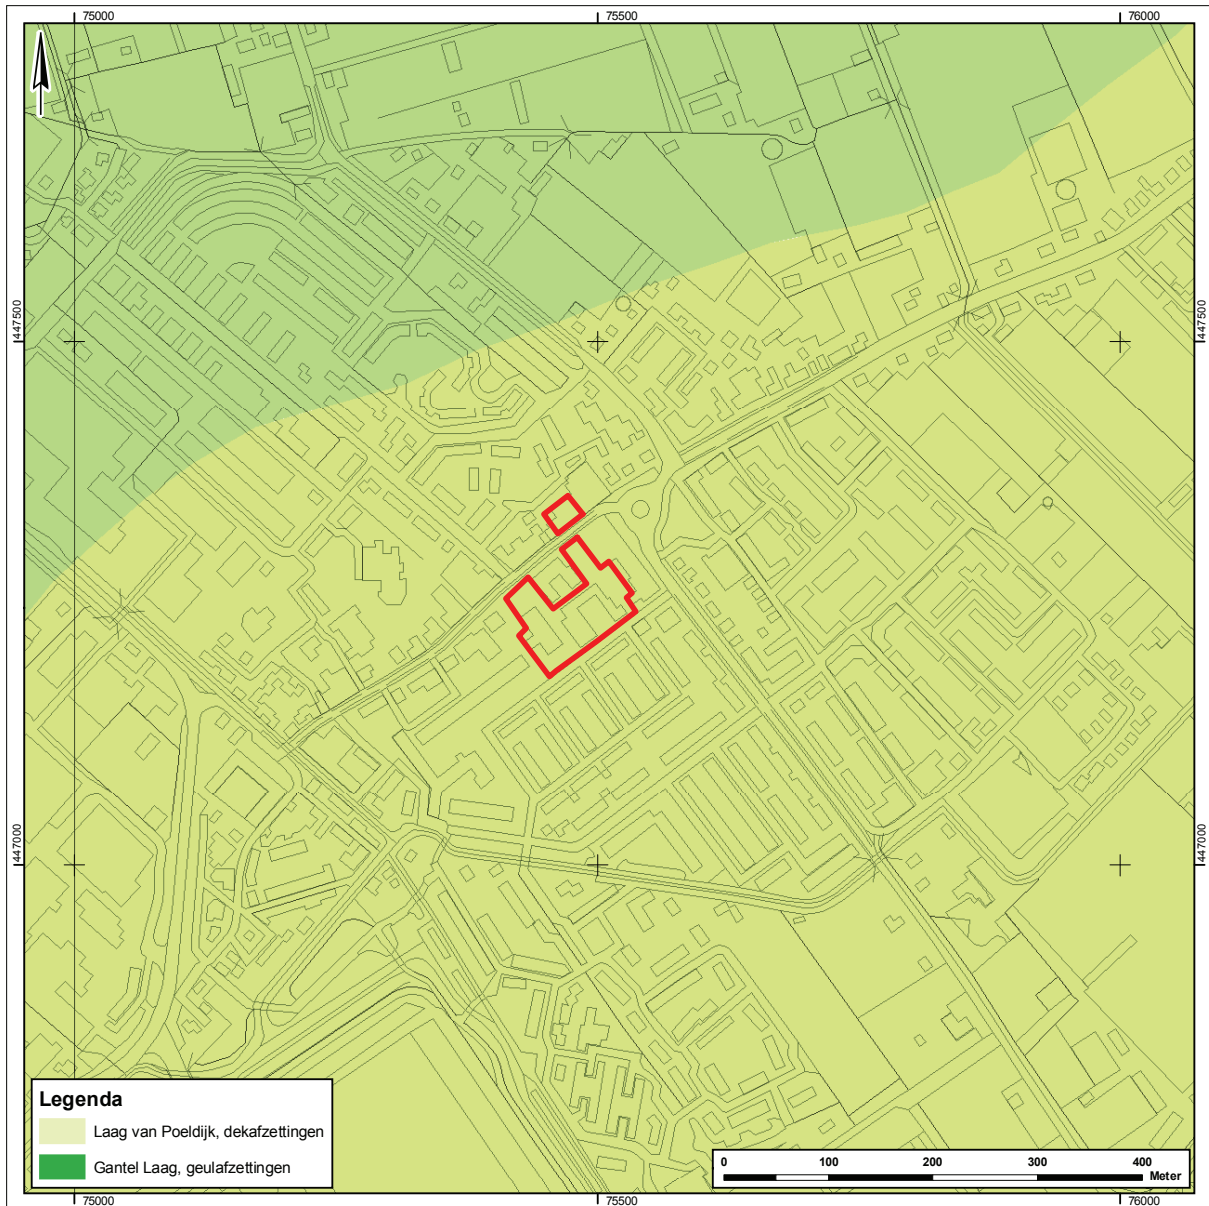 75000 75500 76000
447500 447500
447000 447000
Legenda
Laag van Poeldijk, dekafzettingen
Gantel Laag, geulafzettingen
0 100 200 300 400
Meter
75000 75500 76000